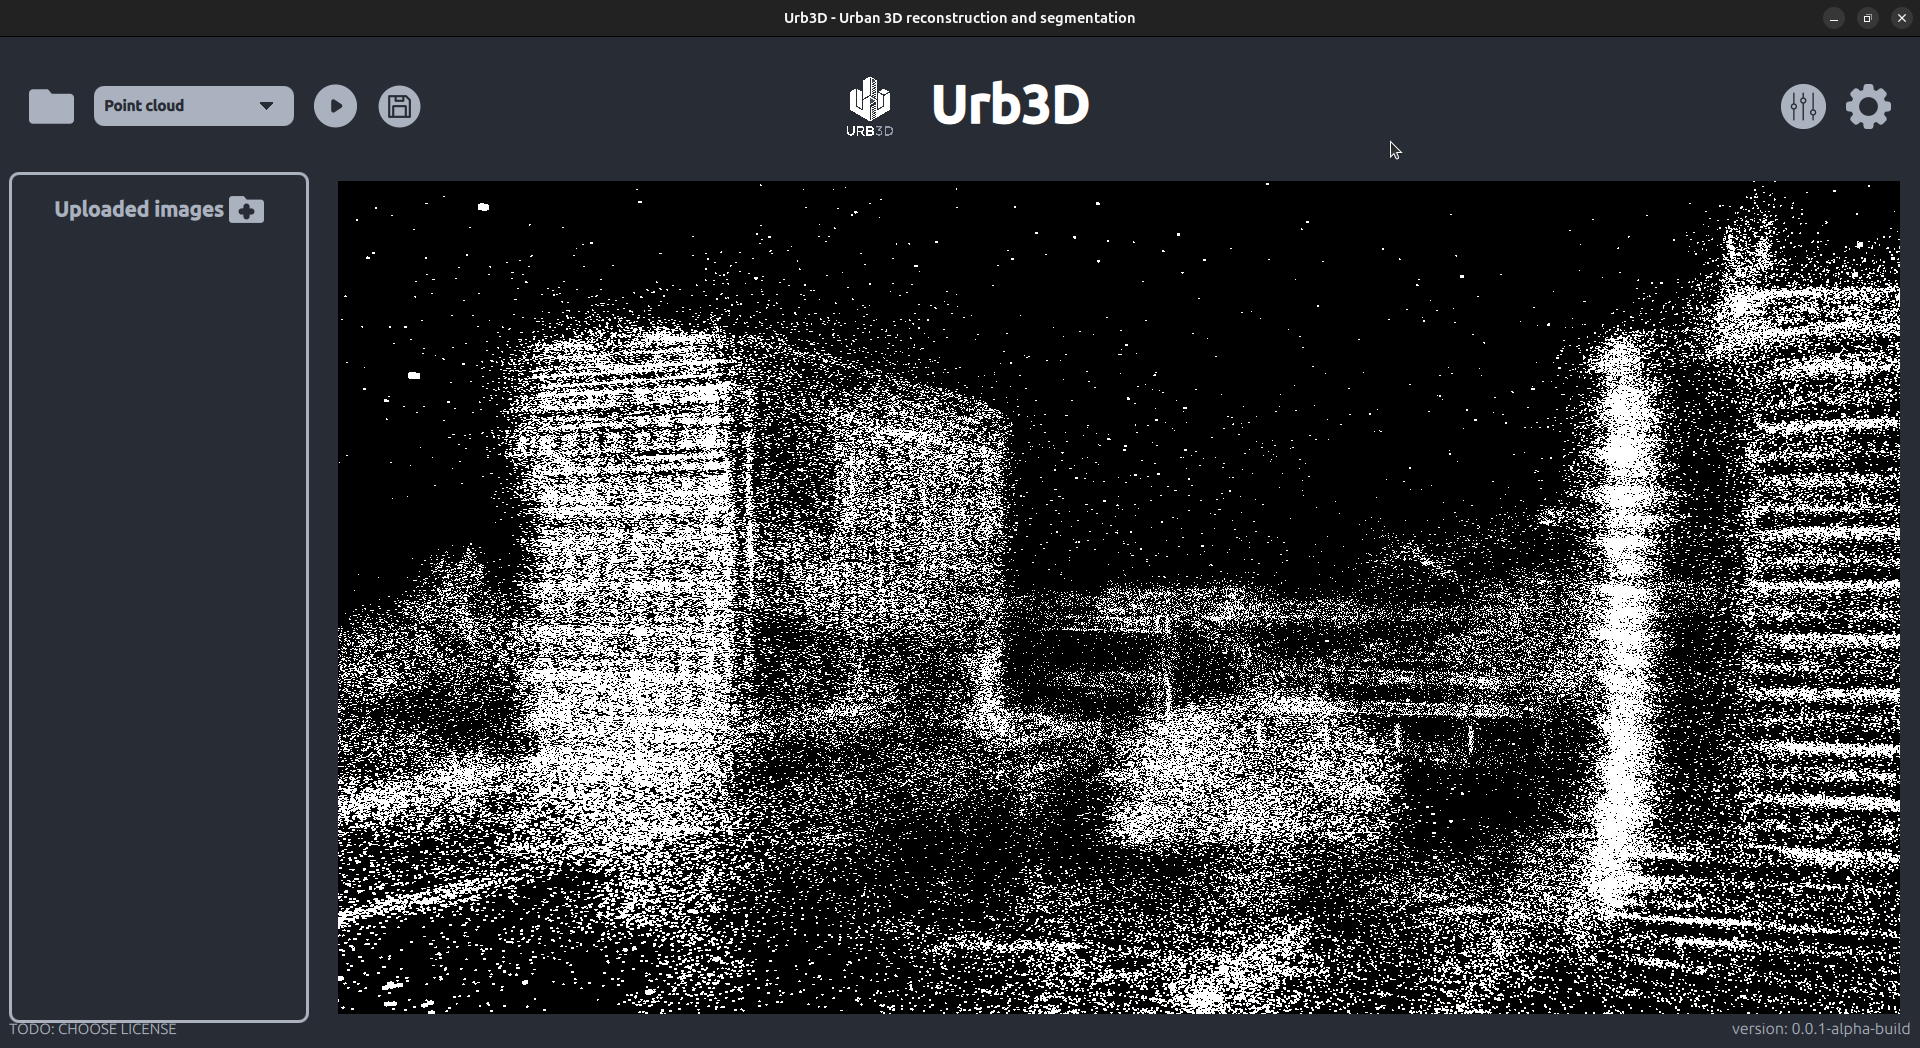 Urb3D - Urban 3D reconstruction and segmentation
Point cloud
URB3D
Urb3D
Uploaded images
TODO: CHOOSE LICENSE
version: 0.0.1-alpha-build